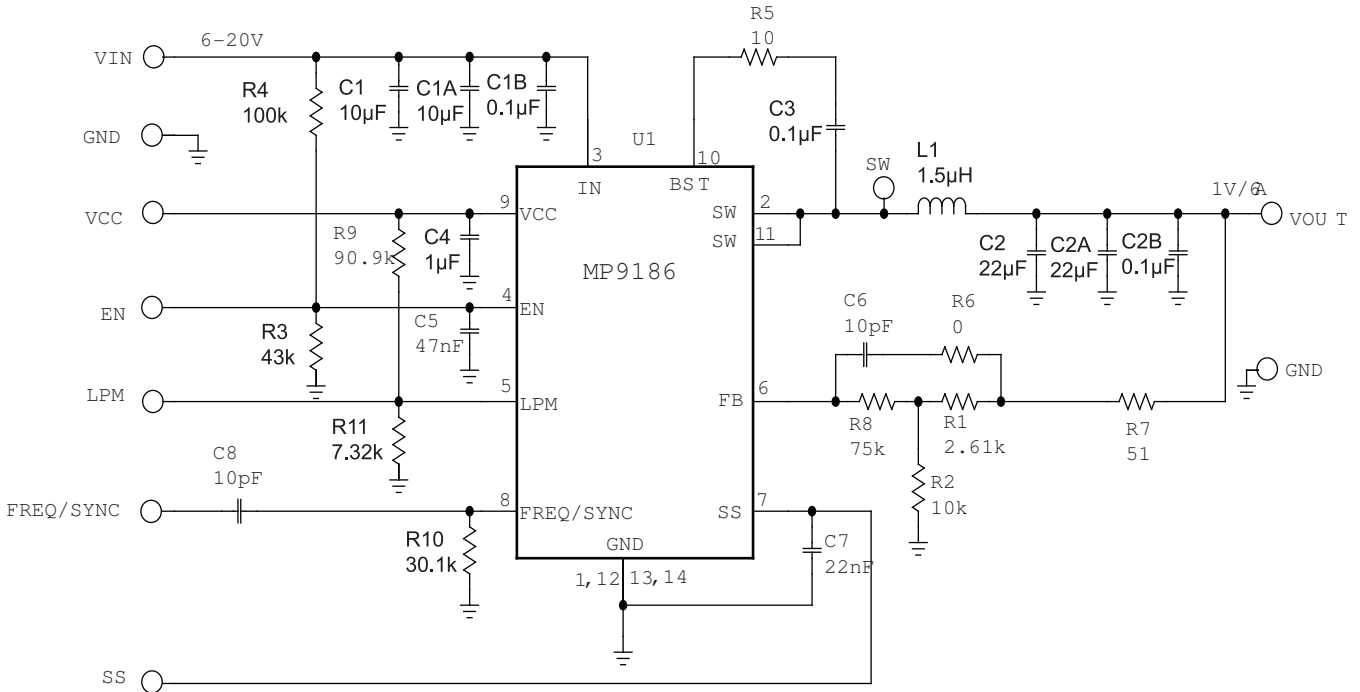 R5
10
VIN
6-20V
R4
100k
C1
10µF
C1A
10µF
C1B
0.1µF
C3
0.1µF
GND
U1
3
10
IN
BST
SW
L1
1.5µH
1V/6A
VOUT
VCC
9
VCC
SW
2
SW
11
R9
90.9k
C4
1µF
MP9186
C2
22µF
C2A
22µF
C2B
0.1µF
EN
4
EN
R3
43k
C5
47nF
C6
10pF
R6
0
GND
LPM
5
LPM
FB
6
R11
7.32k
R8
75k
R1
2.61k
R7
51
C8
10pF
R2
10k
FREQ/SYNC
8
FREQ/SYNC
SS
7
R10
30.1k
GND
C7
22nF
1,12
13,14
SS